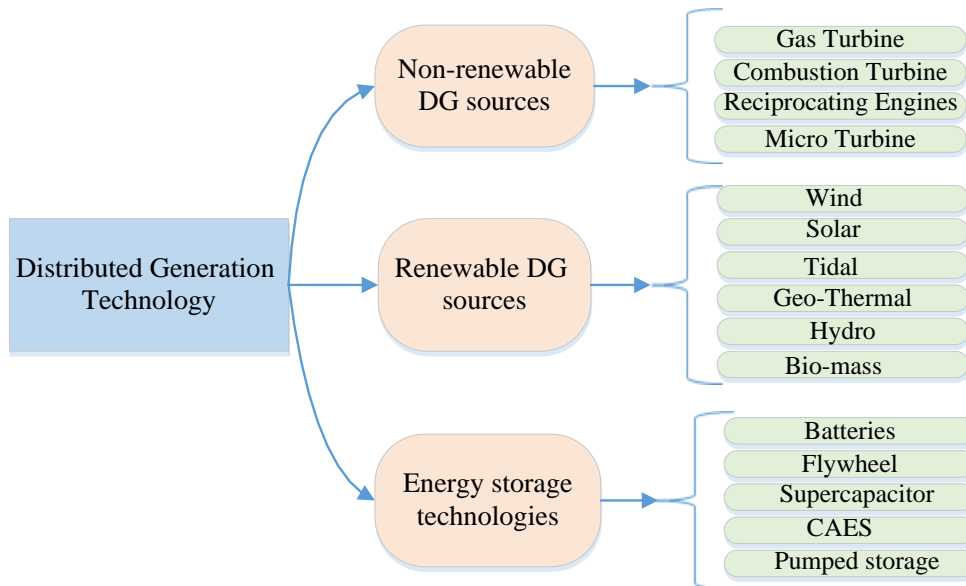 Distributed Generation
Technology
Non-renewable
DG sources
Gas Turbine
Combustion Turbine
Reciprocating Engines
Micro Turbine
Renewable DG
sources
Wind
Solar
Tidal
Geo-Thermal
Hydro
Bio-mass
Energy storage
technologies
Batteries
Flywheel
Supercapacitor
CAES
Pumped storage